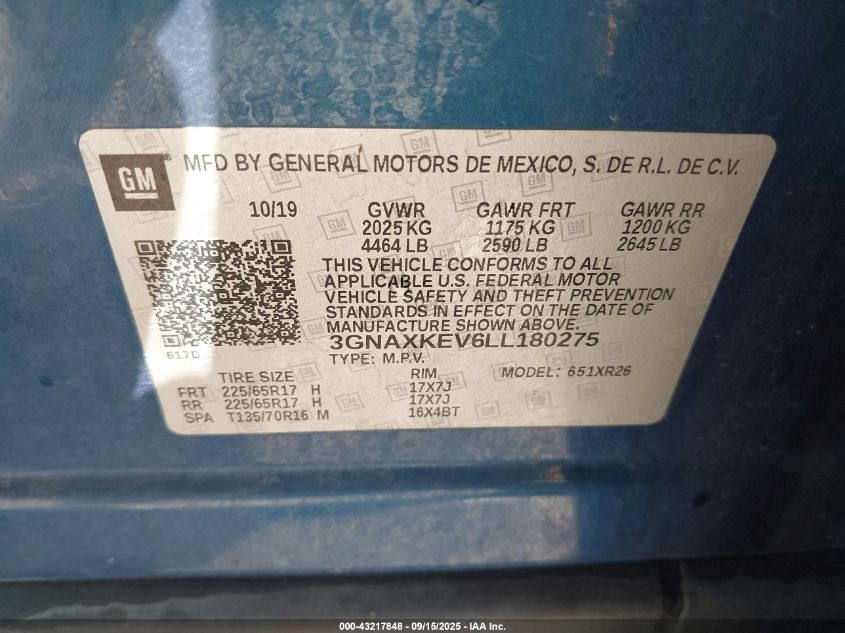 GM MFD BY GENERAL MOTORS DE MEXICO, S. DE R.L. DE C.V.
10/19 GVWR GAWR FRT GAWR RR
2025 KG 1175 KG 1200 KG
4464 LB 2590 LB 2645 LB
THIS VEHICLE CONFORMS TO ALL
APPLICABLE U.S. FEDERAL MOTOR
VEHICLE SAFETY AND THEFT PREVENTION
STANDARDS IN EFFECT ON THE DATE OF
MANUFACTURE SHOWN ABOVE.
617D 3GNAXKEV6LL180275
TYPE: M.P.V.
TIRE SIZE RIM MODEL: 651XR26
FRT 225/65R17 H 17X7J
RR 225/65R17 H 17X7J
SPA T135/70R16 M 16X4BT
000-43217848 - 09/15/2025 - IAA Inc.